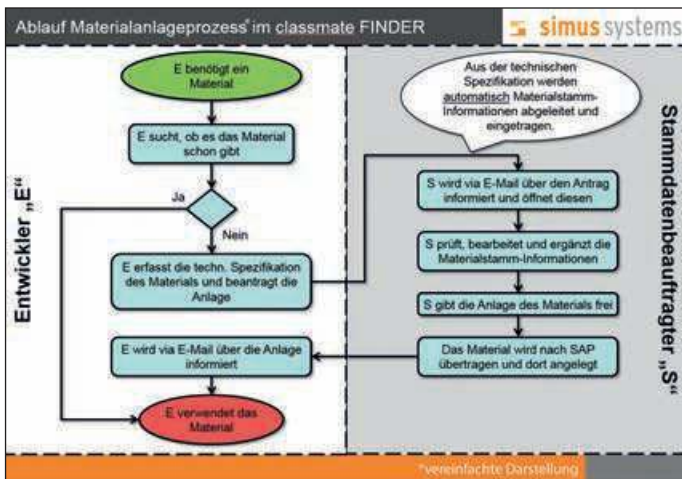 Ablauf Materialanlageprozess* im classmate FINDER
simus systems
E benötigt ein
Material
E sucht, ob es das Material
schon gibt
Ja
Nein
E erfasst die techn. Spezifikation
des Materials und beantragt die
Anlage
E wird via E-Mail über die Anlage
informiert
E verwendet das
Material
Entwickler „E“
Aus der technischen
Spezifikation werden
automatisch Materialstamm-
Informationen abgeleitet und
eingetragen.
S wird via E-Mail über den Antrag
informiert und öffnet diesen
S prüft, bearbeitet und ergänzt die
Materialstamm-Informationen
S gibt die Anlage des Materials frei
Das Material wird nach SAP
übertragen und dort angelegt
Stammdatenbeauftragter „S“
*vereinfachte Darstellung